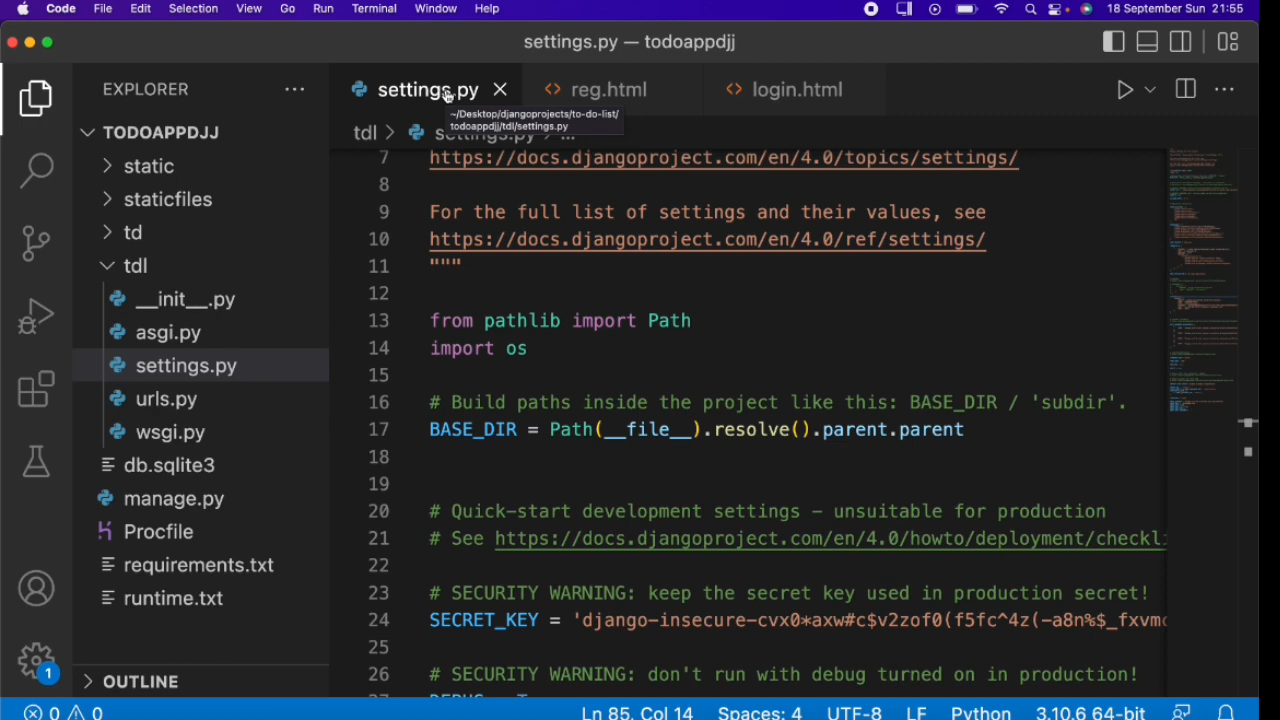 Code File Edit Selection View Go Run Terminal Window Help 18 September Sun 21:55
settings.py — todoappdjj
EXPLORER
settings.py
reg.html
login.html
~/Desktop/djangoprojects/to-do-list/
todoappdjj/tdl/settings.py
TODOAPPDJJ
tdl > settings.py > ...
static
staticfiles
td
tdl
__init__.py
asgi.py
settings.py
urls.py
wsgi.py
db.sqlite3
manage.py
Procfile
requirements.txt
runtime.txt
OUTLINE
7 https://docs.djangoproject.com/en/4.0/topics/settings/
8
9 For the full list of settings and their values, see
10 https://docs.djangoproject.com/en/4.0/ref/settings/
11 """
12
13 from pathlib import Path
14 import os
15
16 # Build paths inside the project like this: BASE_DIR / 'subdir'.
17 BASE_DIR = Path(__file__).resolve().parent.parent
18
19
20 # Quick-start development settings - unsuitable for production
21 # See https://docs.djangoproject.com/en/4.0/howto/deployment/checkli
22
23 # SECURITY WARNING: keep the secret key used in production secret!
24 SECRET_KEY = 'django-insecure-cvx0*axw#c$v2zof0(f5fc^4z(-a8n%$_fxvmo
25
26 # SECURITY WARNING: don't run with debug turned on in production!
1
0 0 Ln 85, Col 14 Spaces: 4 UTF-8 LF Python 3.10.6 64-bit